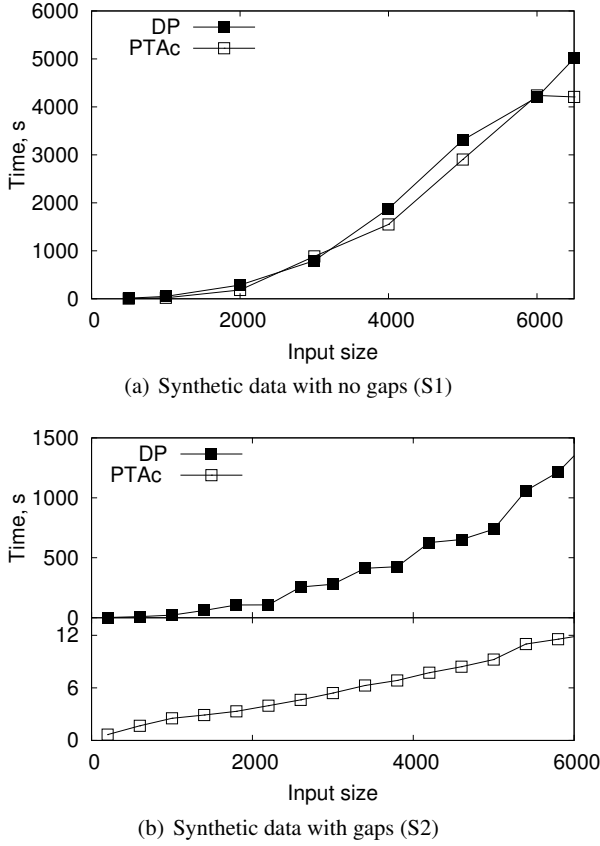 6000
5000
4000
3000
2000
1000
0
Time, s
DP
PTAc
0 2000 4000 6000
Input size
(a) Synthetic data with no gaps (S1)
1500
1000
500
0
Time, s
DP
PTAc
12
6
0
0 2000 4000 6000
Input size
(b) Synthetic data with gaps (S2)